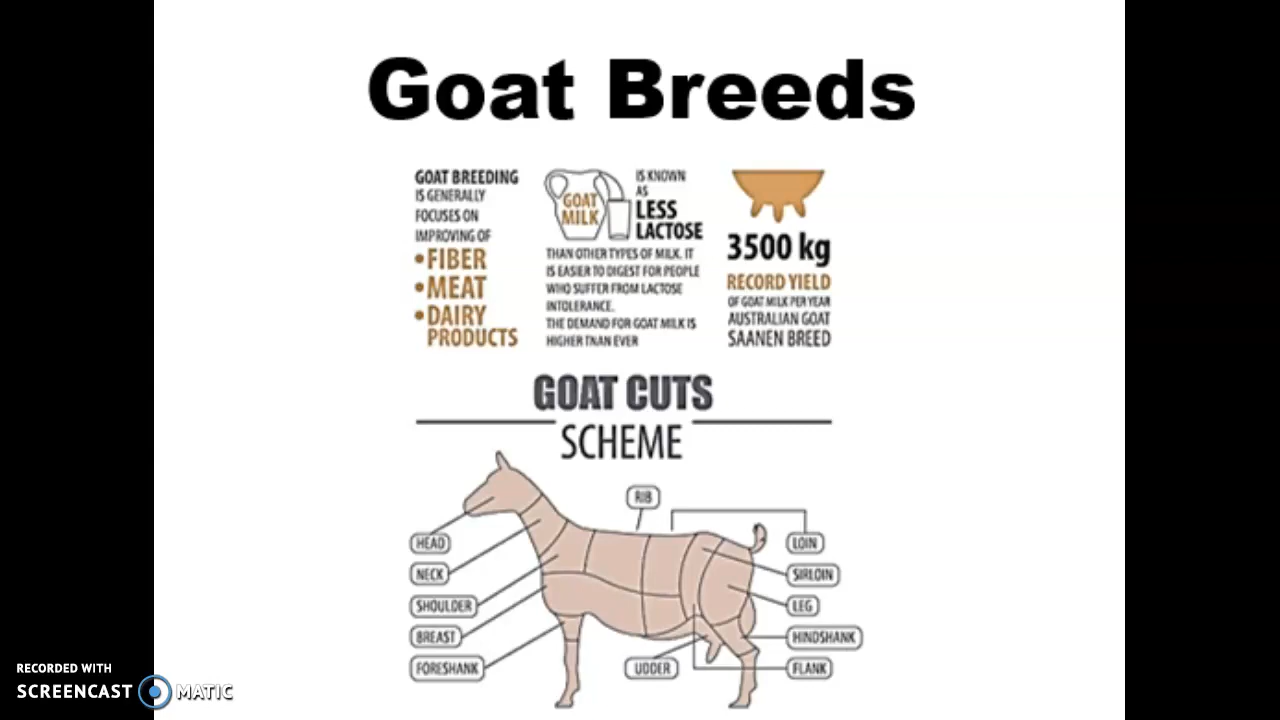 Goat Breeds
GOAT BREEDING
IS GENERALLY
FOCUSES ON
IMPROVING OF
•FIBER
•MEAT
•DAIRY
PRODUCTS
GOAT
MILK
IS KNOWN
AS
LESS
LACTOSE
THAN OTHER TYPES OF MILK. IT
IS EASIER TO DIGEST FOR PEOPLE
WHO SUFFER FROM LACTOSE
INTOLERANCE.
THE DEMAND FOR GOAT MILK IS
HIGHER THAN EVER
3500 kg
RECORD YIELD
OF GOAT MILK PER YEAR
AUSTRALIAN GOAT
SAANEN BREED
GOAT CUTS
SCHEME
RIB
HEAD
NECK
SHOULDER
BREAST
FORESHANK
UDDER
LOIN
SIRLOIN
LEG
HINDSHANK
FLANK
RECORDED WITH
SCREENCAST MATIC